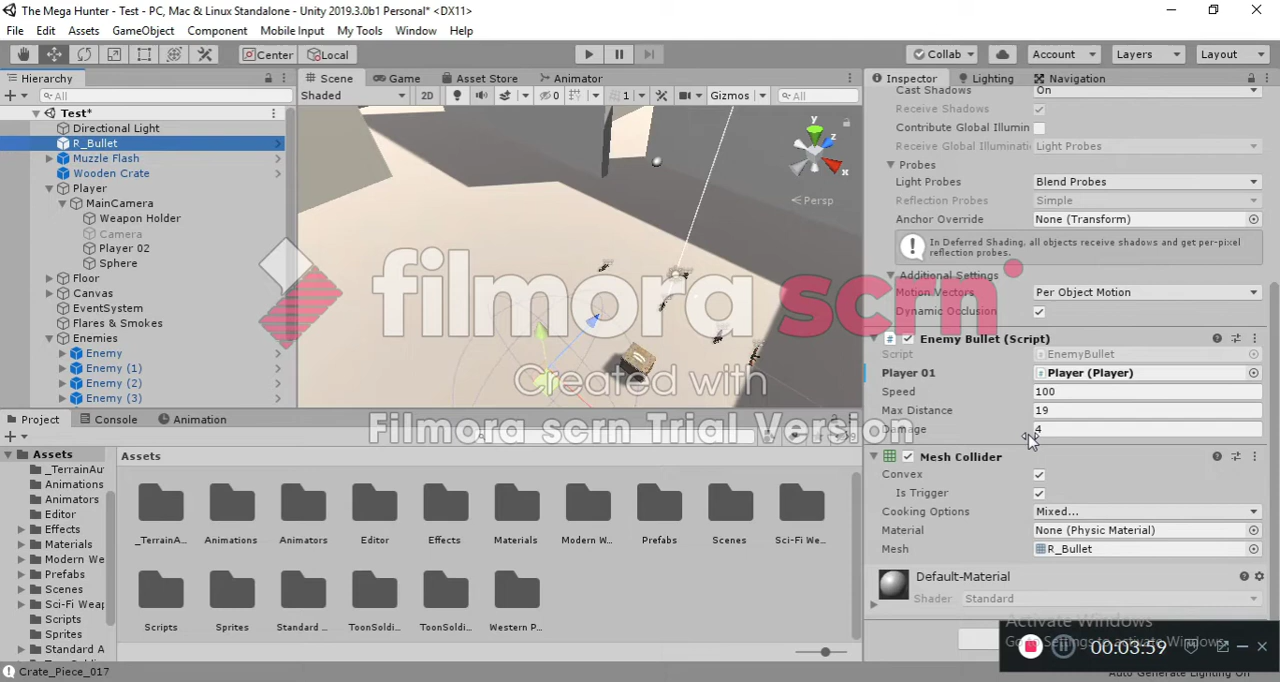 The Mega Hunter - Test - PC, Mac & Linux Standalone - Unity 2019.3.0b1 Personal* <DX11>
File Edit Assets GameObject Component Mobile Input My Tools Window Help
Center Local Collab Account Layers Layout
Hierarchy Scene Game Asset Store Animator Inspector Lighting Navigation
All Shaded 2D 0 1 Gizmos All
Test*
Directional Light
R_Bullet
Muzzle Flash
Wooden Crate
Player
MainCamera
Weapon Holder
Camera
Player 02
Sphere
Floor
Canvas
EventSystem
Flares & Smokes
Enemies
Enemy
Enemy (1)
Enemy (2)
Enemy (3)
y
z
x
Persp
filmora scrn
Created with
Filmora scrn Trial Version
Cast Shadows On
Receive Shadows
Contribute Global Illumin
Receive Global Illuminati Light Probes
Probes
Light Probes Blend Probes
Reflection Probes Simple
Anchor Override None (Transform)
In Deferred Shading, all objects receive shadows and get per-pixel
reflection probes.
Additional Settings
Motion Vectors Per Object Motion
Dynamic Occlusion
Enemy Bullet (Script)
Script EnemyBullet
Player 01 Player (Player)
Speed 100
Max Distance 19
Damage 4
Mesh Collider
Convex
Is Trigger
Cooking Options Mixed...
Material None (Physic Material)
Mesh R_Bullet
Default-Material
Shader Standard
Project Console Animation
Assets
_TerrainAu
Animations
Animators
Editor
Effects
Materials
Modern We
Prefabs
Scenes
Sci-Fi Weap
Scripts
Sprites
Standard A
Assets
_TerrainA... Animations Animators Editor Effects Materials Modern W... Prefabs Scenes Sci-Fi We...
Scripts Sprites Standard ... ToonSoldi... ToonSoldi... Western P...
Activate Windows
Go to Settings to activate Windows.
00:03:59
Crate_Piece_017
Auto Generate Lighting On